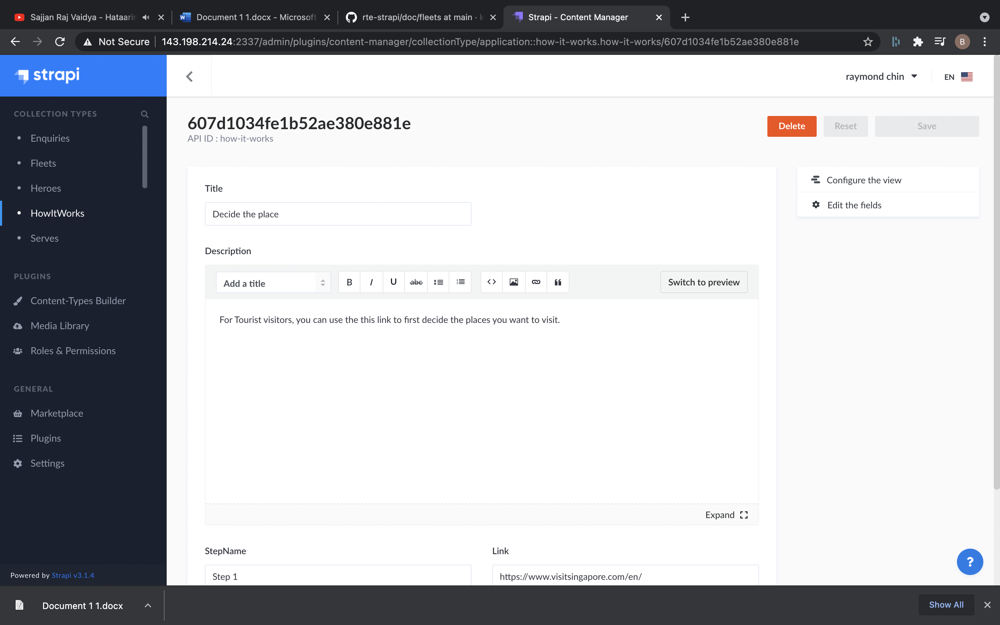 Sajjan Raj Vaidya - Hataarin
Document 1 1.docx - Microsoft
rte-strapi/doc/fleets at main · k
Strapi - Content Manager
Not Secure
143.198.214.24:2337/admin/plugins/content-manager/collectionType/application::how-it-works.how-it-works/607d1034fe1b52ae380e881e
B
strapi
raymond chin
EN
COLLECTION TYPES
Enquiries
Fleets
Heroes
HowItWorks
Serves
PLUGINS
Content-Types Builder
Media Library
Roles & Permissions
GENERAL
Marketplace
Plugins
Settings
Powered by Strapi v3.1.4
607d1034fe1b52ae380e881e
API ID : how-it-works
Delete
Reset
Save
Configure the view
Edit the fields
Title
Decide the place
Description
Add a title
B
I
U
abc
Switch to preview
For Tourist visitors, you can use the this link to first decide the places you want to visit.
Expand
StepName
Link
Step 1
https://www.visitsingapore.com/en/
?
Document 1 1.docx
Show All